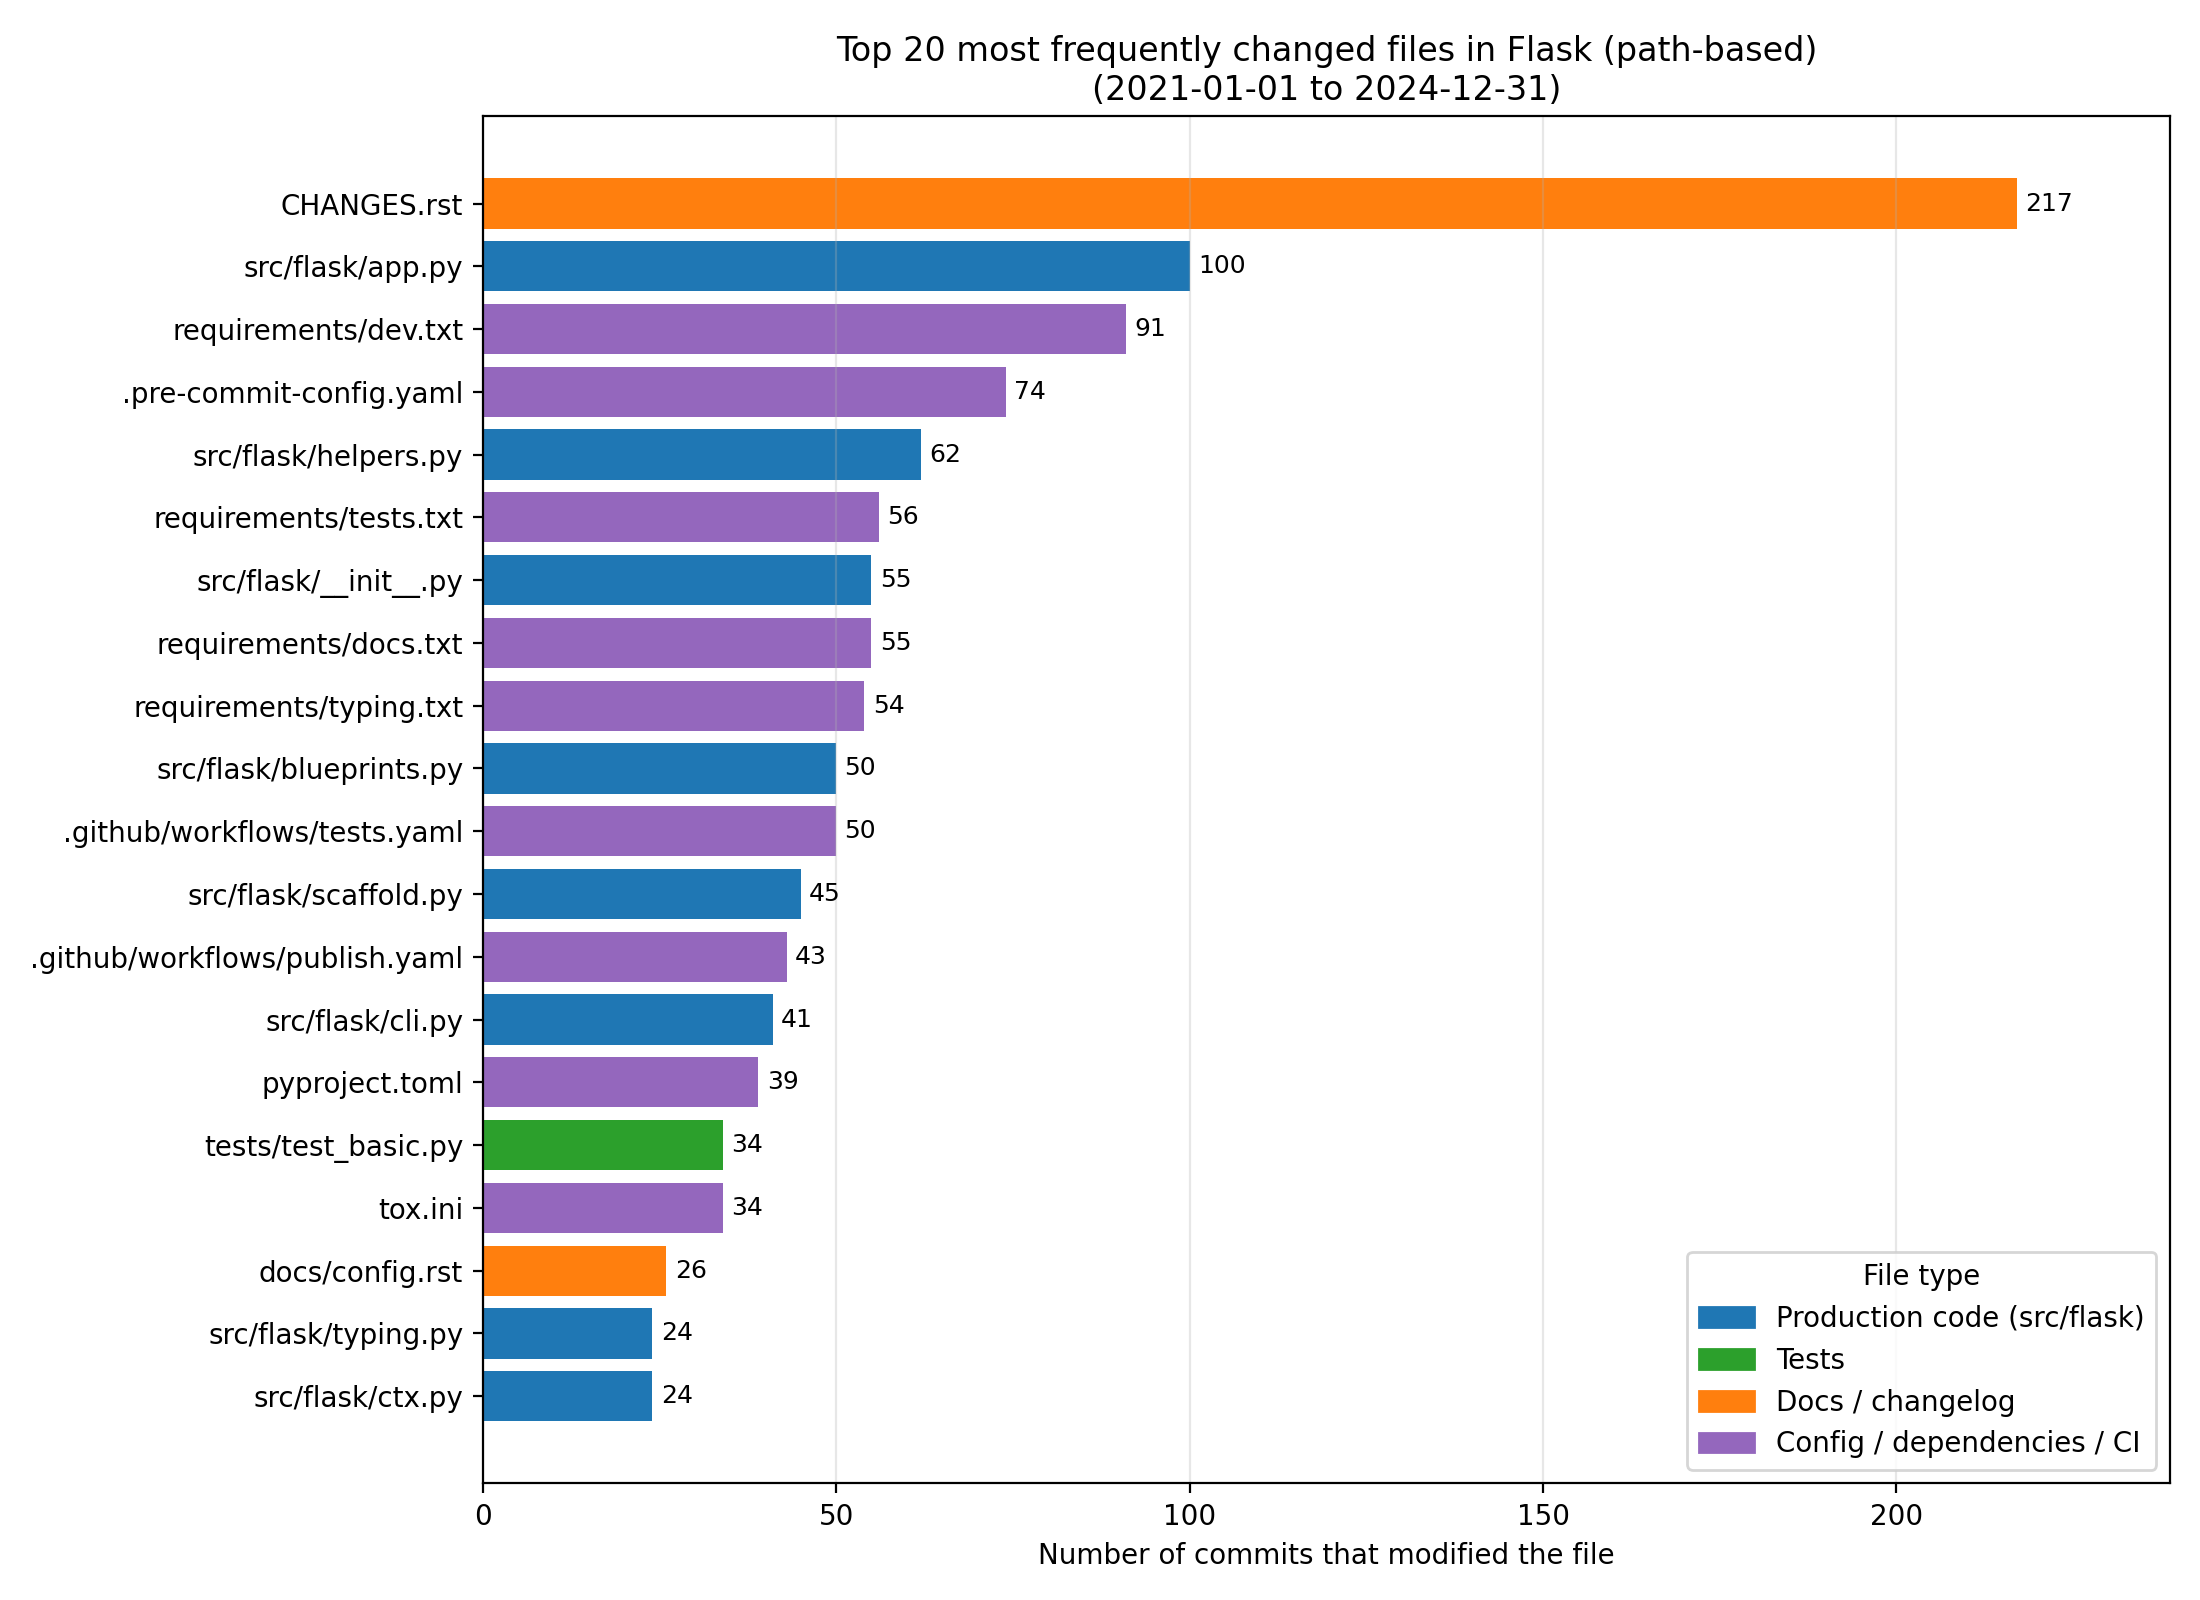 Top 20 most frequently changed files in Flask (path-based)
(2021-01-01 to 2024-12-31)
CHANGES.rst 217
src/flask/app.py 100
requirements/dev.txt 91
.pre-commit-config.yaml 74
src/flask/helpers.py 62
requirements/tests.txt 56
src/flask/__init__.py 55
requirements/docs.txt 55
requirements/typing.txt 54
src/flask/blueprints.py 50
.github/workflows/tests.yaml 50
src/flask/scaffold.py 45
.github/workflows/publish.yaml 43
src/flask/cli.py 41
pyproject.toml 39
tests/test_basic.py 34
tox.ini 34
docs/config.rst 26
src/flask/typing.py 24
src/flask/ctx.py 24
File type
Production code (src/flask)
Tests
Docs / changelog
Config / dependencies / CI
0 50 100 150 200
Number of commits that modified the file